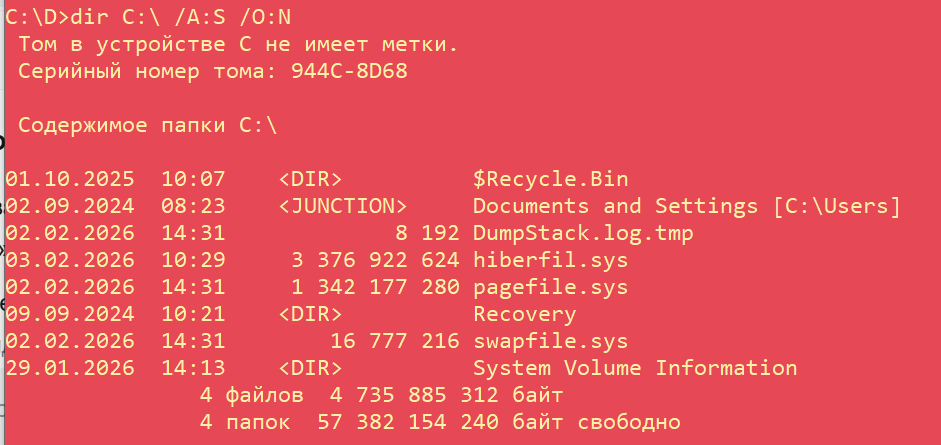 C:\D>dir C:\ /A:S /O:N
Том в устройстве C не имеет метки.
Серийный номер тома: 944C-8D68
Содержимое папки C:\
01.10.2025  10:07    <DIR>          $Recycle.Bin
02.09.2024  08:23    <JUNCTION>     Documents and Settings [C:\Users]
02.02.2026  14:31             8 192 DumpStack.log.tmp
03.02.2026  10:29     3 376 922 624 hiberfil.sys
02.02.2026  14:31     1 342 177 280 pagefile.sys
09.09.2024  10:21    <DIR>          Recovery
02.02.2026  14:31        16 777 216 swapfile.sys
29.01.2026  14:13    <DIR>          System Volume Information
4 файлов  4 735 885 312 байт
4 папок  57 382 154 240 байт свободно